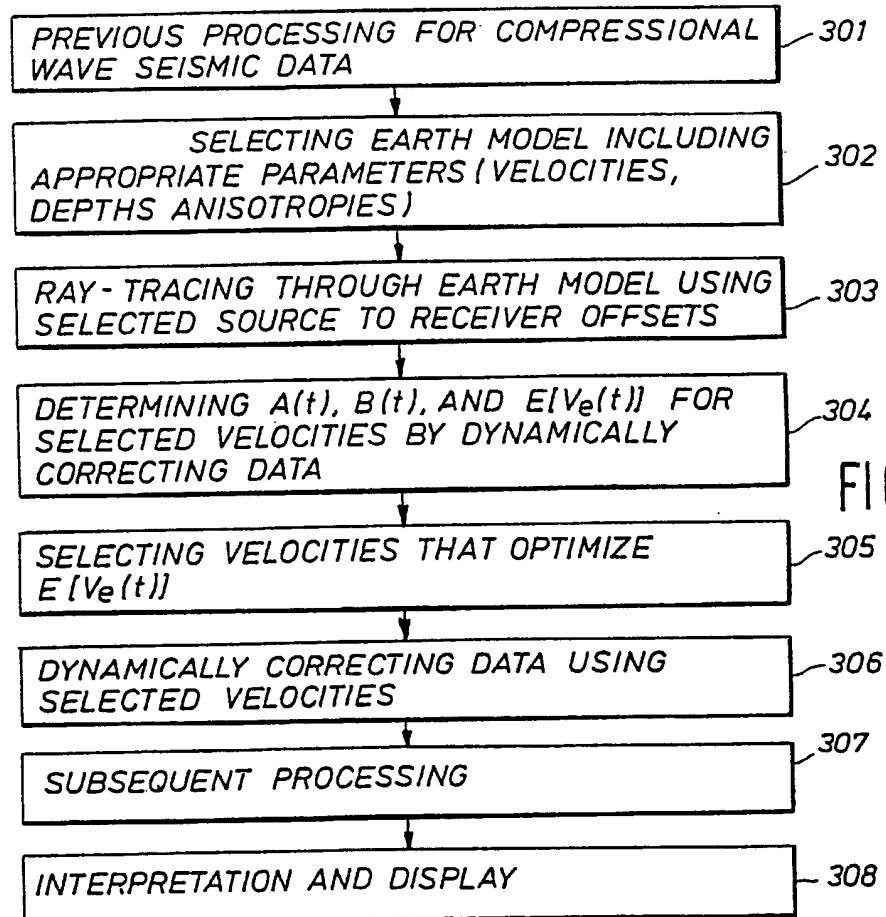 PREVIOUS PROCESSING FOR COMPRESSIONAL
WAVE SEISMIC DATA
301
SELECTING EARTH MODEL INCLUDING
APPROPRIATE PARAMETERS (VELOCITIES,
DEPTHS ANISOTROPIES)
302
RAY-TRACING THROUGH EARTH MODEL USING
SELECTED SOURCE TO RECEIVER OFFSETS
303
DETERMINING A(t), B(t), AND E[Ve(t)] FOR
SELECTED VELOCITIES BY DYNAMICALLY
CORRECTING DATA
304
SELECTING VELOCITIES THAT OPTIMIZE
E[Ve(t)]
305
DYNAMICALLY CORRECTING DATA USING
SELECTED VELOCITIES
306
SUBSEQUENT PROCESSING
307
INTERPRETATION AND DISPLAY
308